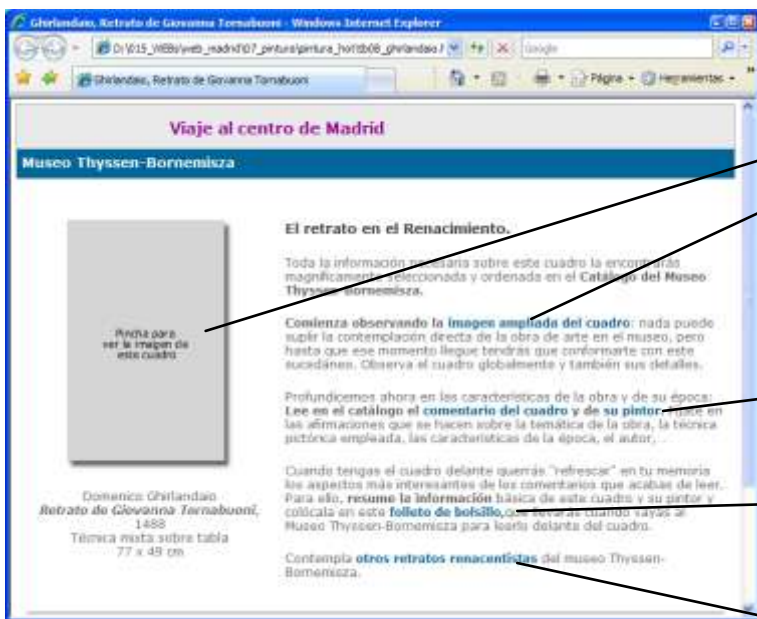 Ghirlandaio, Retrato de Giovanna Tornabuoni - Windows Internet Explorer
D:\015_WEBs\web_madrid\07_pintura\pintura_hot\tb08_ghirlandaio.
Google
Ghirlandaio, Retrato de Giovanna Tornabuoni
Página
Herramientas
Viaje al centro de Madrid
Museo Thyssen-Bornemisza
Pincha para
ver la imagen de
este cuadro
Domenico Ghirlandaio
Retrato de Giovanna Tornabuoni,
1488
Técnica mixta sobre tabla
77 x 49 cm
El retrato en el Renacimiento.
Toda la información necesaria sobre este cuadro la encontrarás
magníficamente seleccionada y ordenada en el Catálogo del Museo
Thyssen-Bornemisza.
Comienza observando la imagen ampliada del cuadro: nada puede
suplir la contemplación directa de la obra de arte en el museo, pero
hasta que ese momento llegue tendrás que conformarte con este
sucedáneo. Observa el cuadro globalmente y también sus detalles.
Profundicemos ahora en las características de la obra y de su época:
Lee en el catálogo el comentario del cuadro y de su pintor. Fíjate en
las afirmaciones que se hacen sobre la temática de la obra, la técnica
pictórica empleada, las características de la época, el autor,...
Cuando tengas el cuadro delante querrás "refrescar" en tu memoria
los aspectos más interesantes de los comentarios que acabas de leer.
Para ello, resume la información básica de este cuadro y su pintor y
colócala en este folleto de bolsillo, que llevarás cuando vayas al
Museo Thyssen-Bornemisza para leerlo delante del cuadro.
Contempla otros retratos renacentistas del museo Thyssen-
Bornemisza.